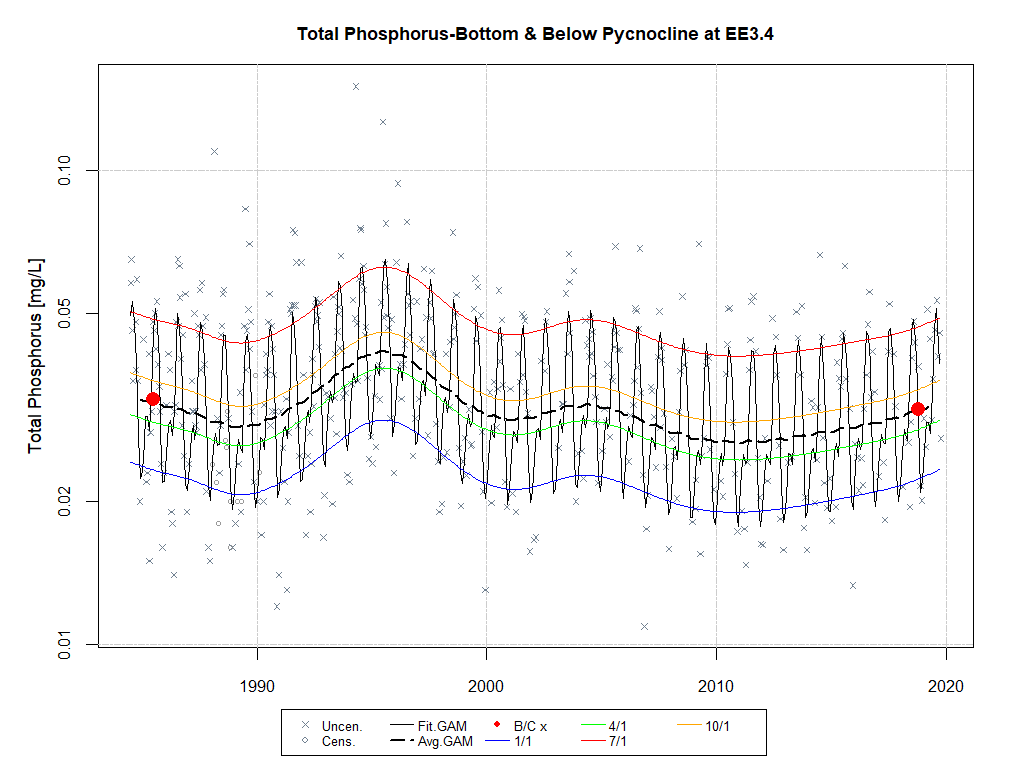 Total Phosphorus-Bottom & Below Pycnocline at EE3.4
Total Phosphorus [mg/L]
0.10
0.05
0.02
0.01
1990 2000 2010 2020
Uncen. Fit.GAM B/C x 4/1 10/1
Cens. Avg.GAM 1/1 7/1